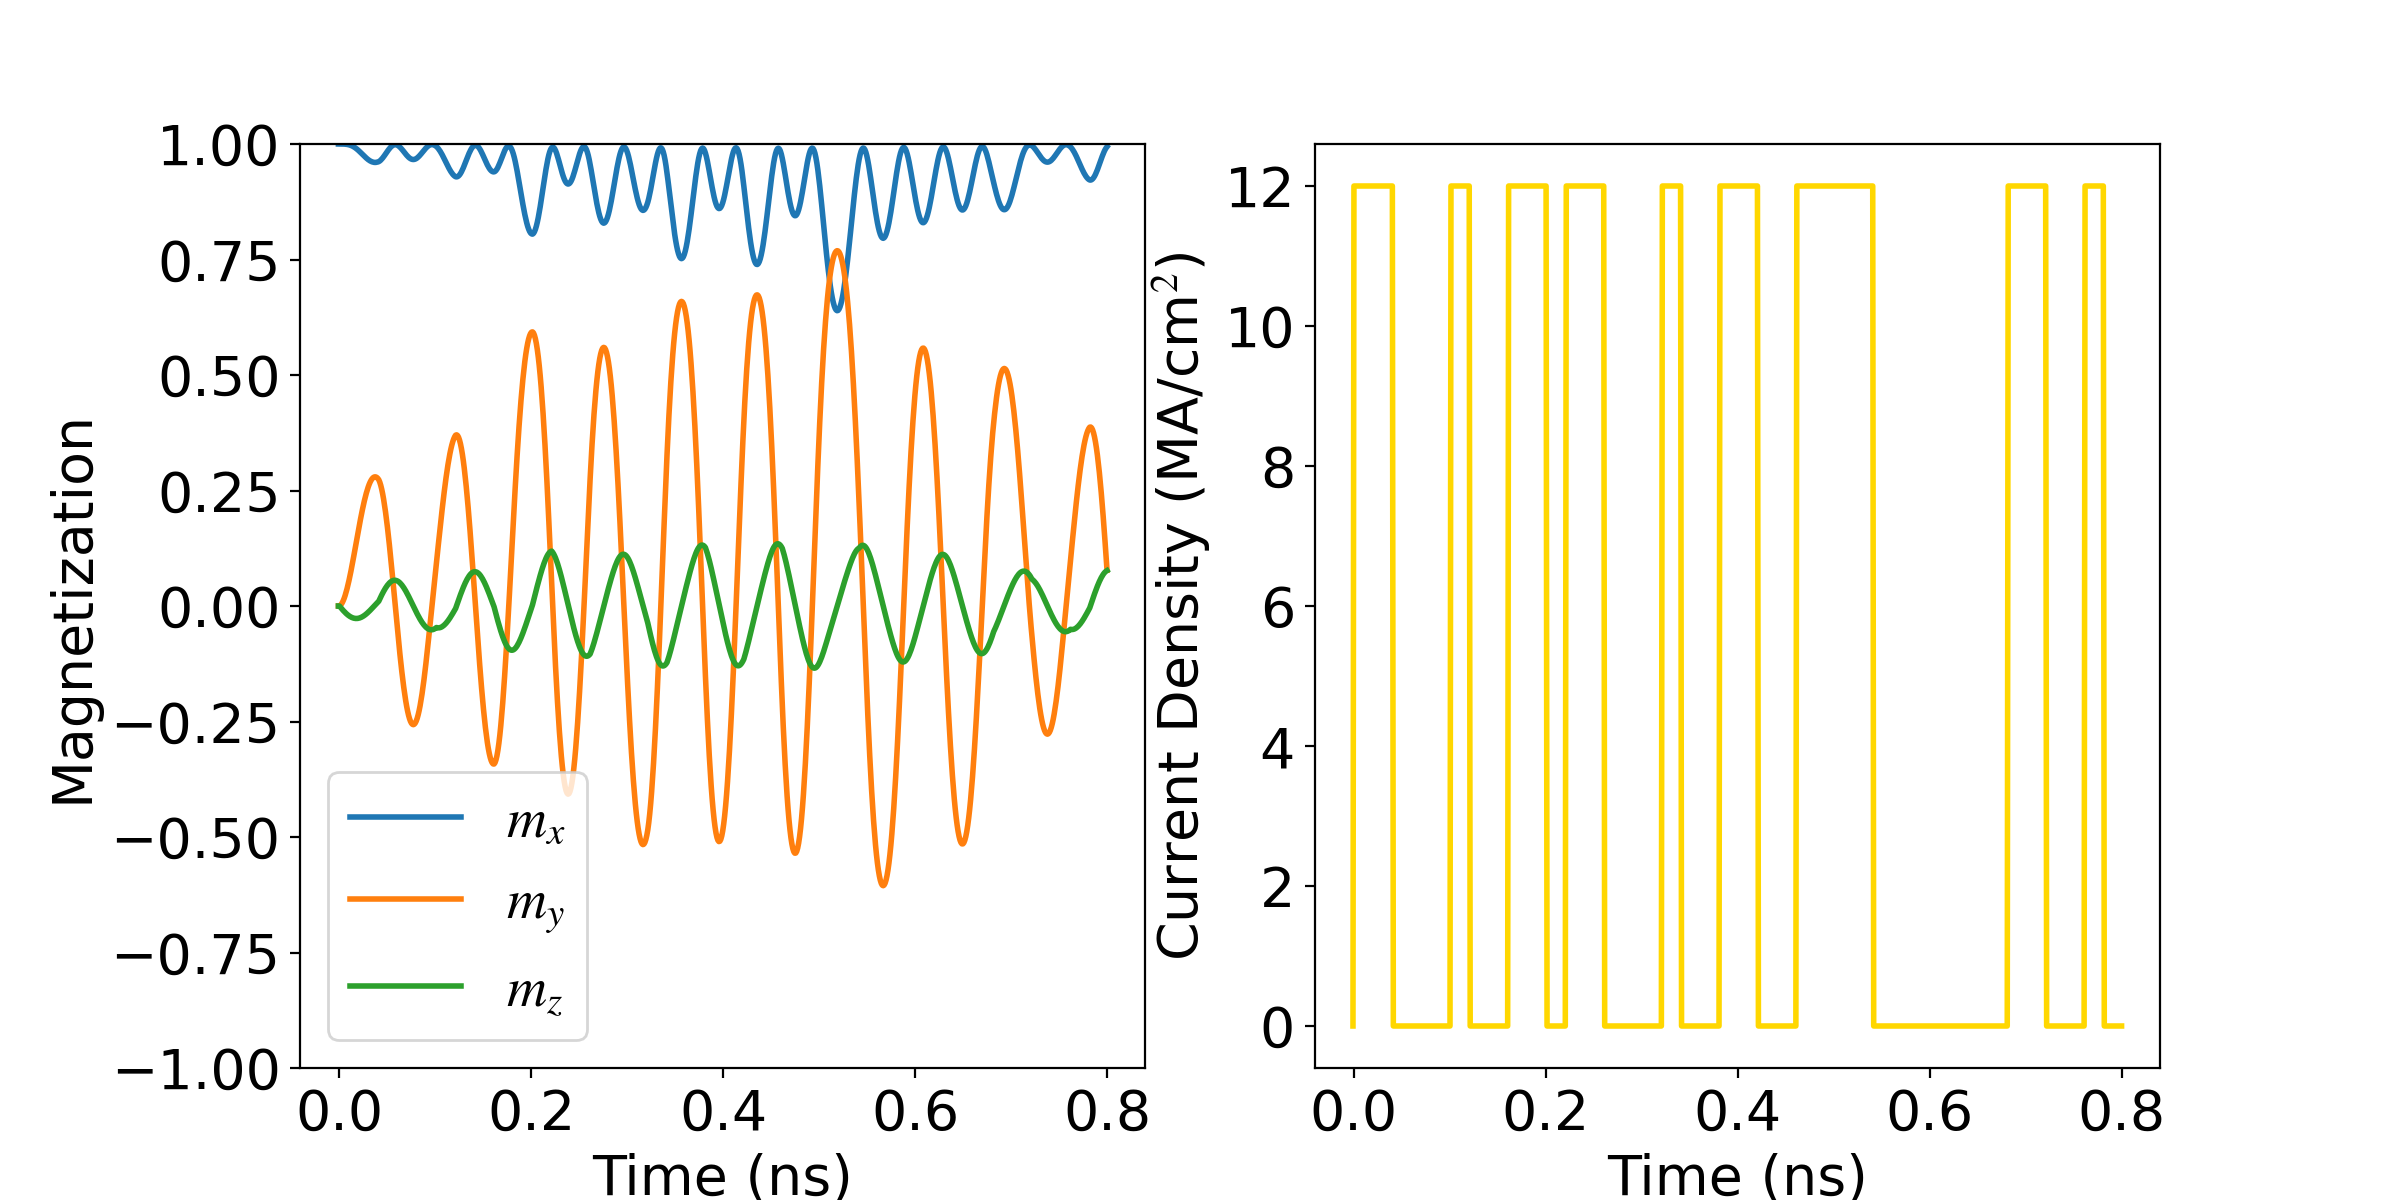 1.00
0.75
0.50
0.25
0.00
−0.25
−0.50
−0.75
−1.00
Magnetization
0.0 0.2 0.4 0.6 0.8
Time (ns)
m_x
m_y
m_z
12
10
8
6
4
2
0
Current Density (MA/cm²)
0.0 0.2 0.4 0.6 0.8
Time (ns)